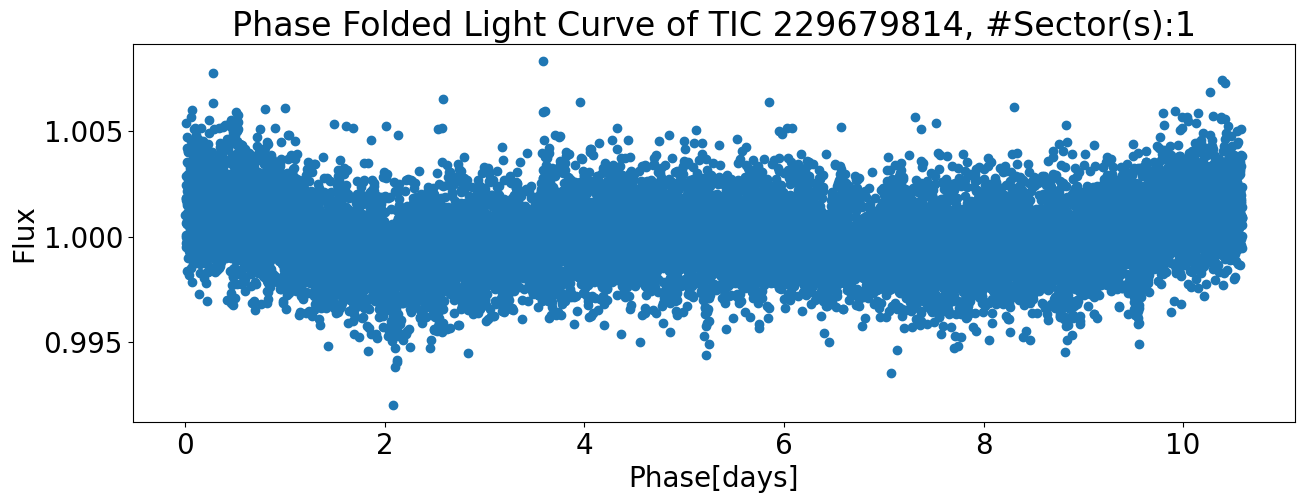 Phase Folded Light Curve of TIC 229679814, #Sector(s):1
Flux
1.005
1.000
0.995
0 2 4 6 8 10
Phase[days]